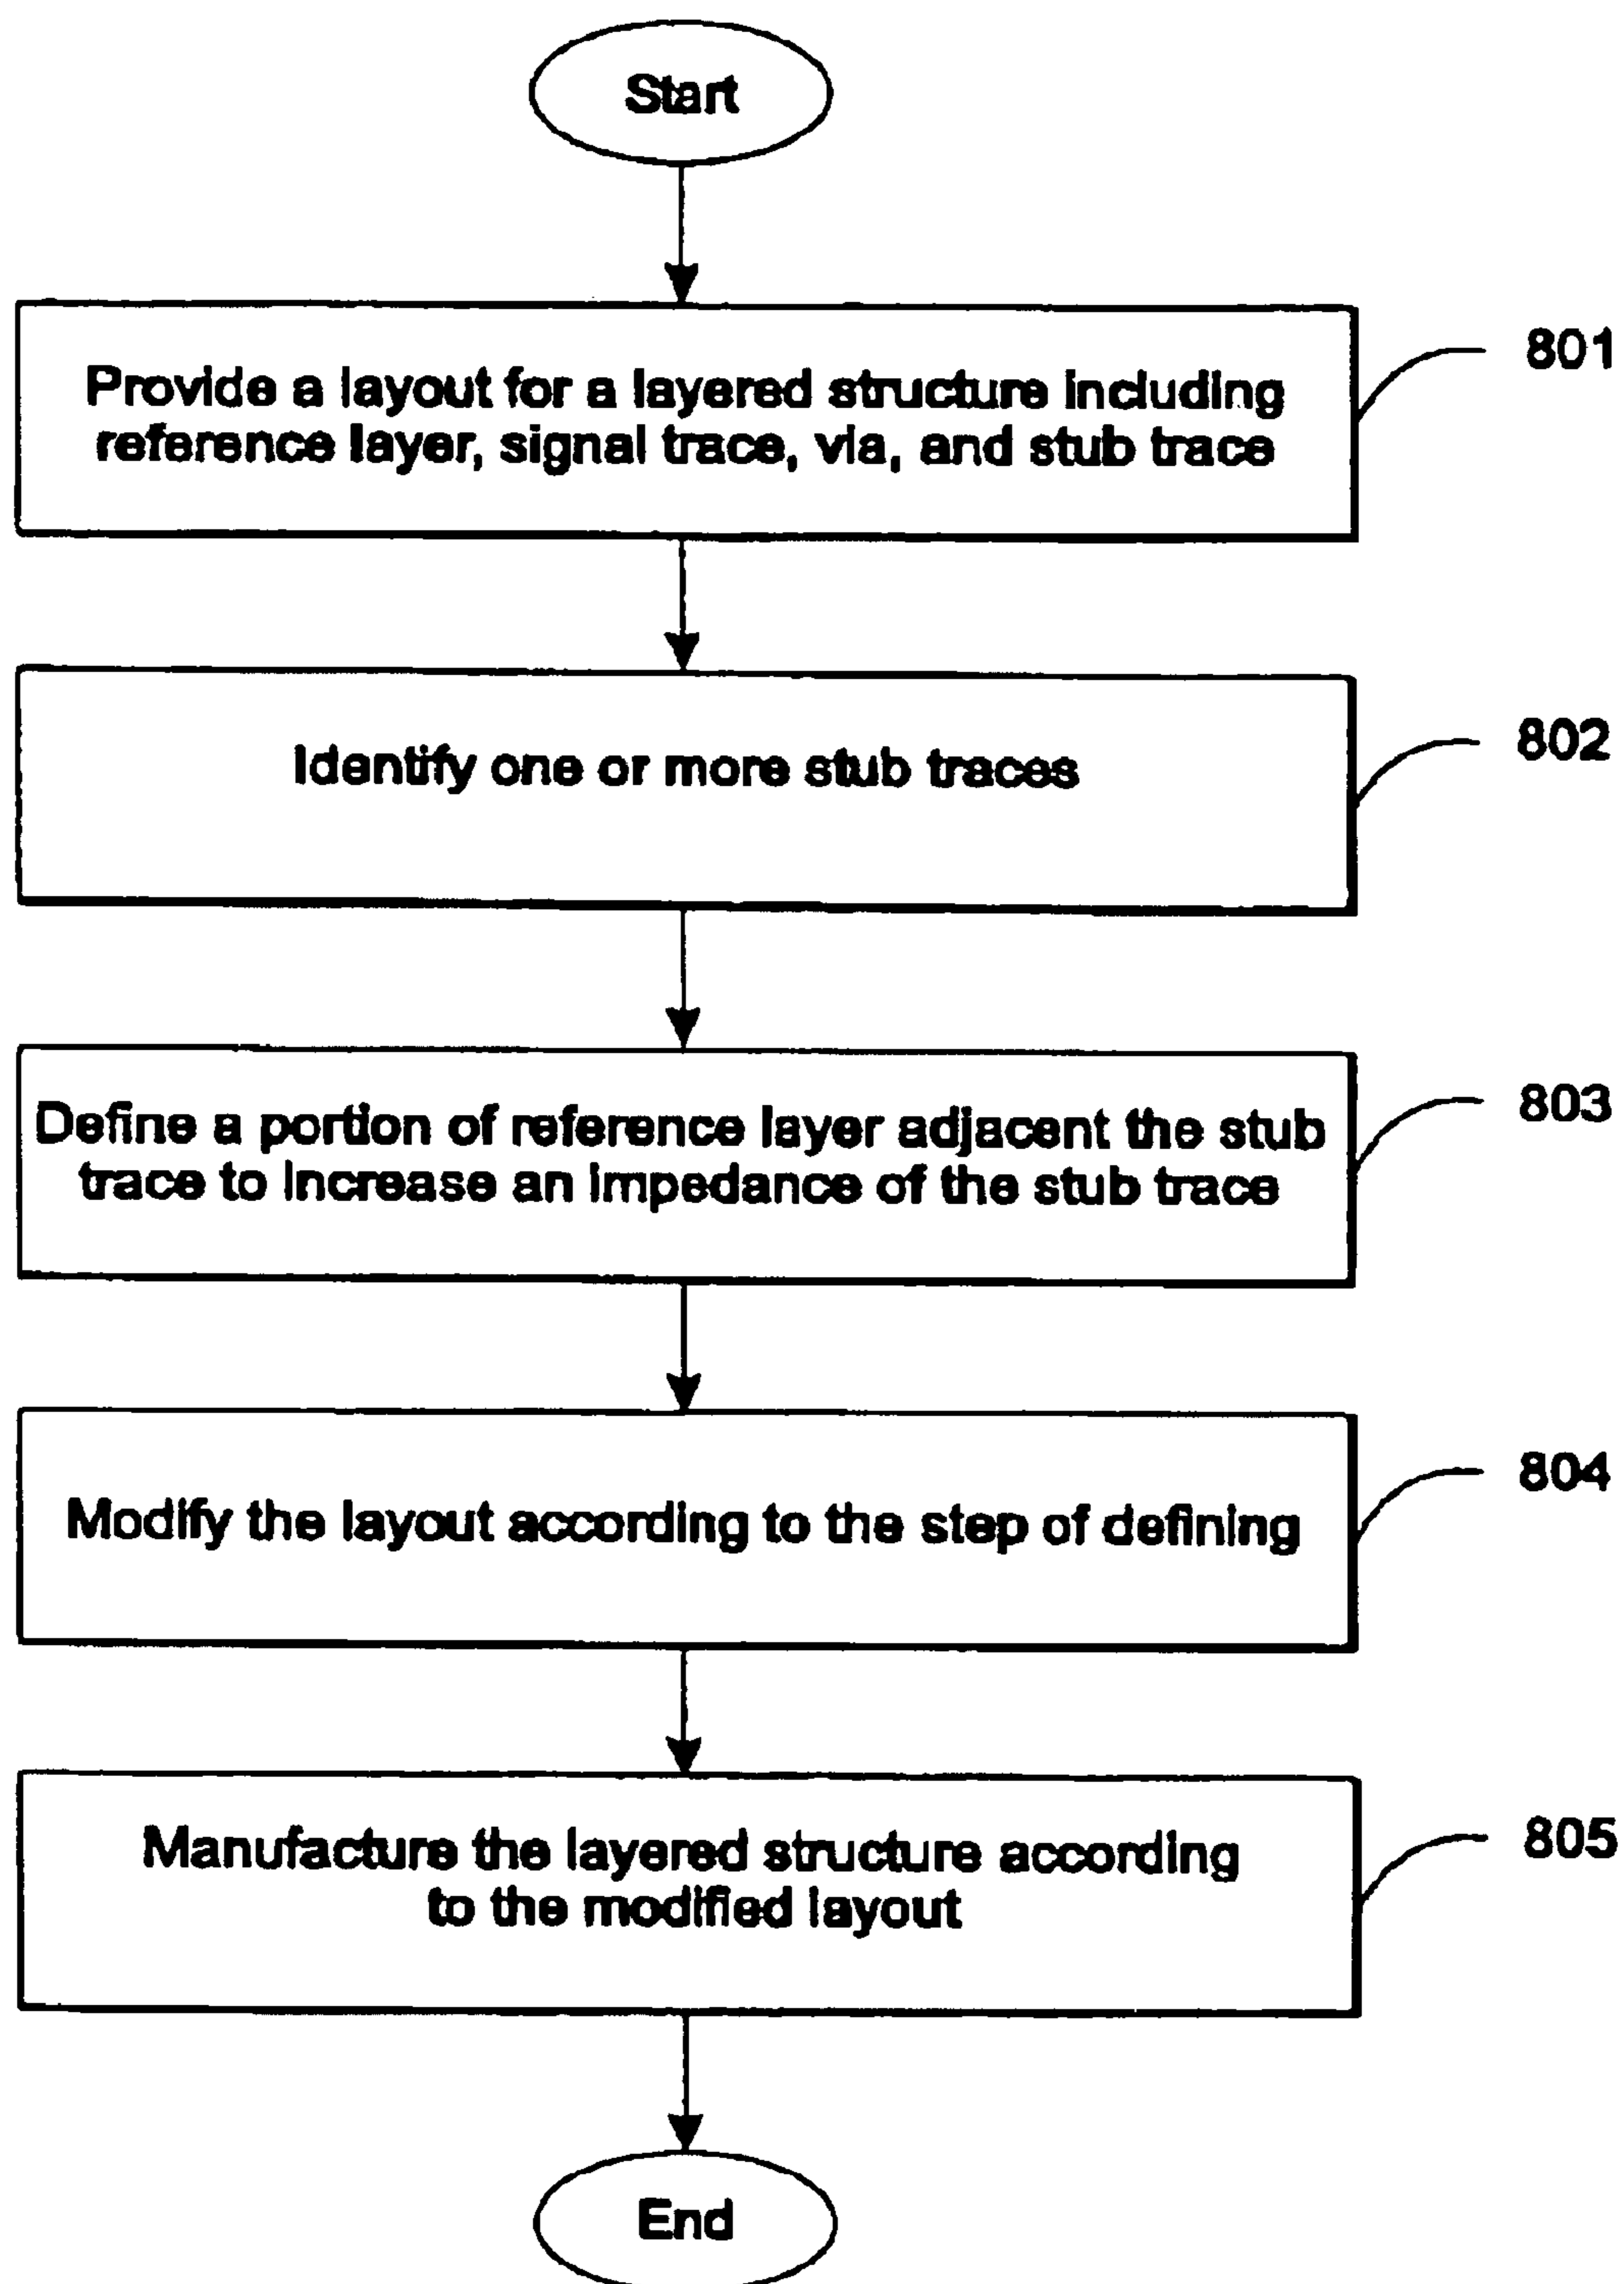 Start
Provide a layout for a layered structure including
reference layer, signal trace, via, and stub trace
801
Identify one or more stub traces
802
Define a portion of reference layer adjacent the stub
trace to increase an impedance of the stub trace
803
Modify the layout according to the step of defining
804
Manufacture the layered structure according
to the modified layout
805
End